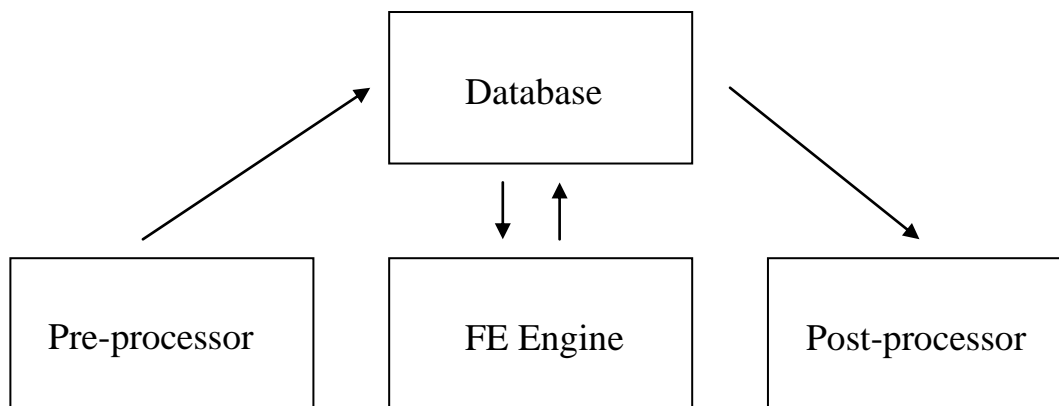 Database
Pre-processor
FE Engine
Post-processor